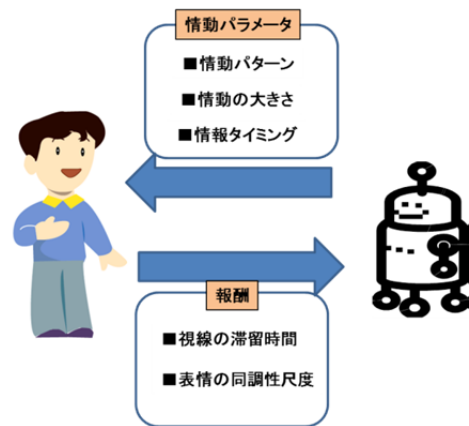 情動パラメータ
■情動パターン
■情動の大きさ
■情報タイミング
報酬
■視線の滞留時間
■表情の同調性尺度